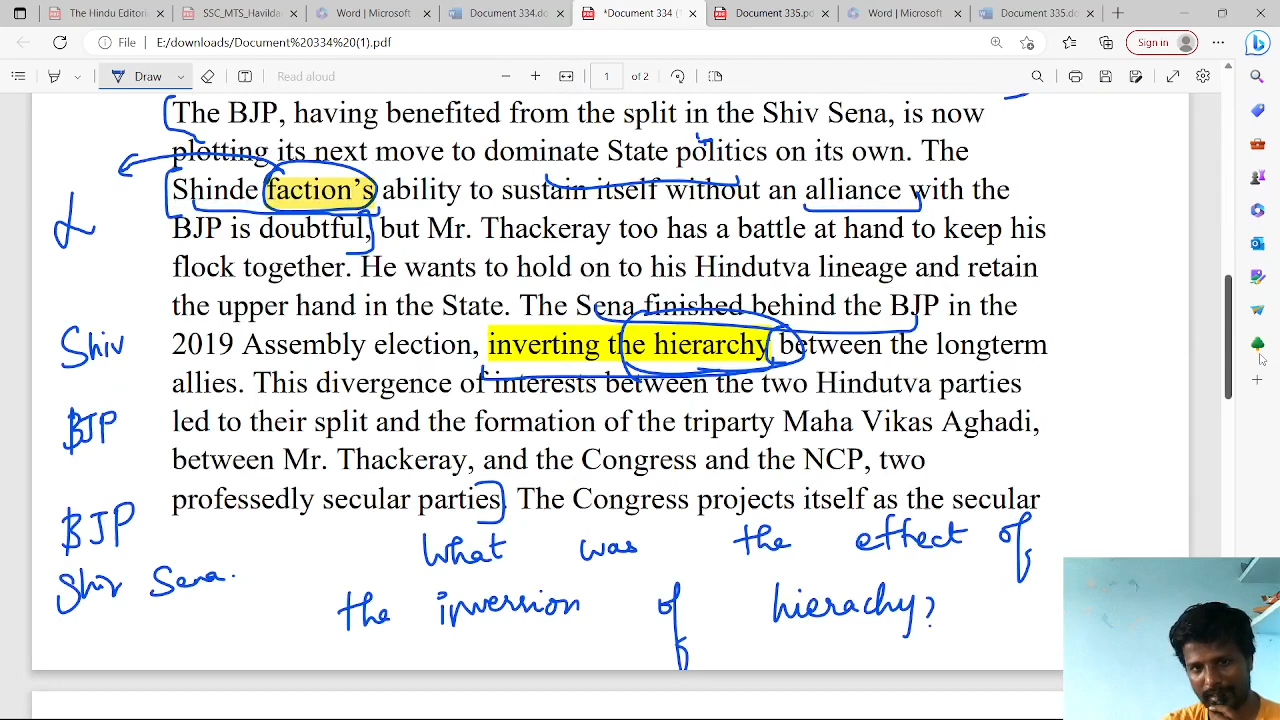 The Hindu Editori
SSC_MTS_Havilda
Word | Microsoft
Document 334.do
*Document 334 (
Document 335.pd
Word | Microsoft
Document 335.do
File E:/downloads/Document%20334%20(1).pdf
Sign in
Draw
Read aloud
1 of 2
The BJP, having benefited from the split in the Shiv Sena, is now
plotting its next move to dominate State politics on its own. The
Shinde faction's ability to sustain itself without an alliance with the
BJP is doubtful, but Mr. Thackeray too has a battle at hand to keep his
flock together. He wants to hold on to his Hindutva lineage and retain
the upper hand in the State. The Sena finished behind the BJP in the
2019 Assembly election, inverting the hierarchy between the longterm
allies. This divergence of interests between the two Hindutva parties
led to their split and the formation of the triparty Maha Vikas Aghadi,
between Mr. Thackeray, and the Congress and the NCP, two
professedly secular parties. The Congress projects itself as the secular
Shiv
BJP
BJP
Shiv Sena.
What was the effect of
the inversion of hierachy?